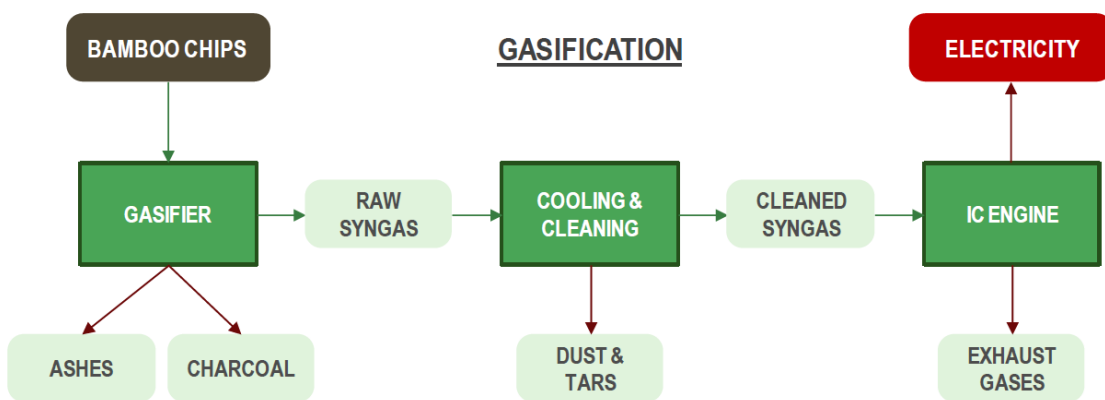 BAMBOO CHIPS
GASIFICATION
ELECTRICITY
GASIFIER
RAW
SYNGAS
COOLING &
CLEANING
CLEANED
SYNGAS
IC ENGINE
ASHES
CHARCOAL
DUST &
TARS
EXHAUST
GASES